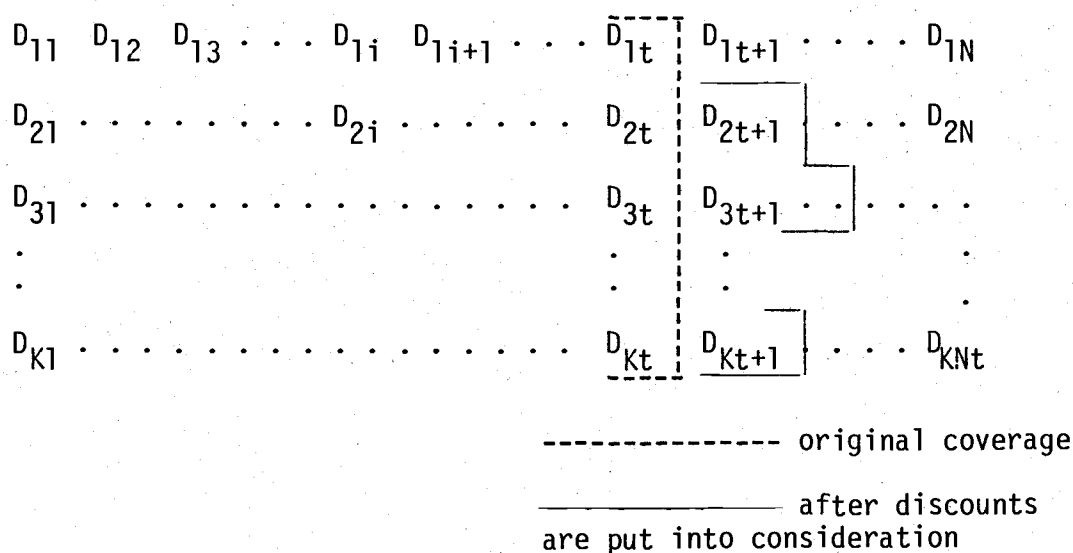 D11 D12 D13 . . . D1i D1i+1 . . . D1t D1t+1 . . . . D1N
D21 . . . . . . . . D2i . . . . . . D2t D2t+1 . . . D2N
D31 . . . . . . . . . . . . . . . . D3t D3t+1 . . . . . .
. . . .
. . . .
DK1 . . . . . . . . . . . . . . . . DKt DKt+1 . . . DKNt
-------------- original coverage
after discounts
are put into consideration